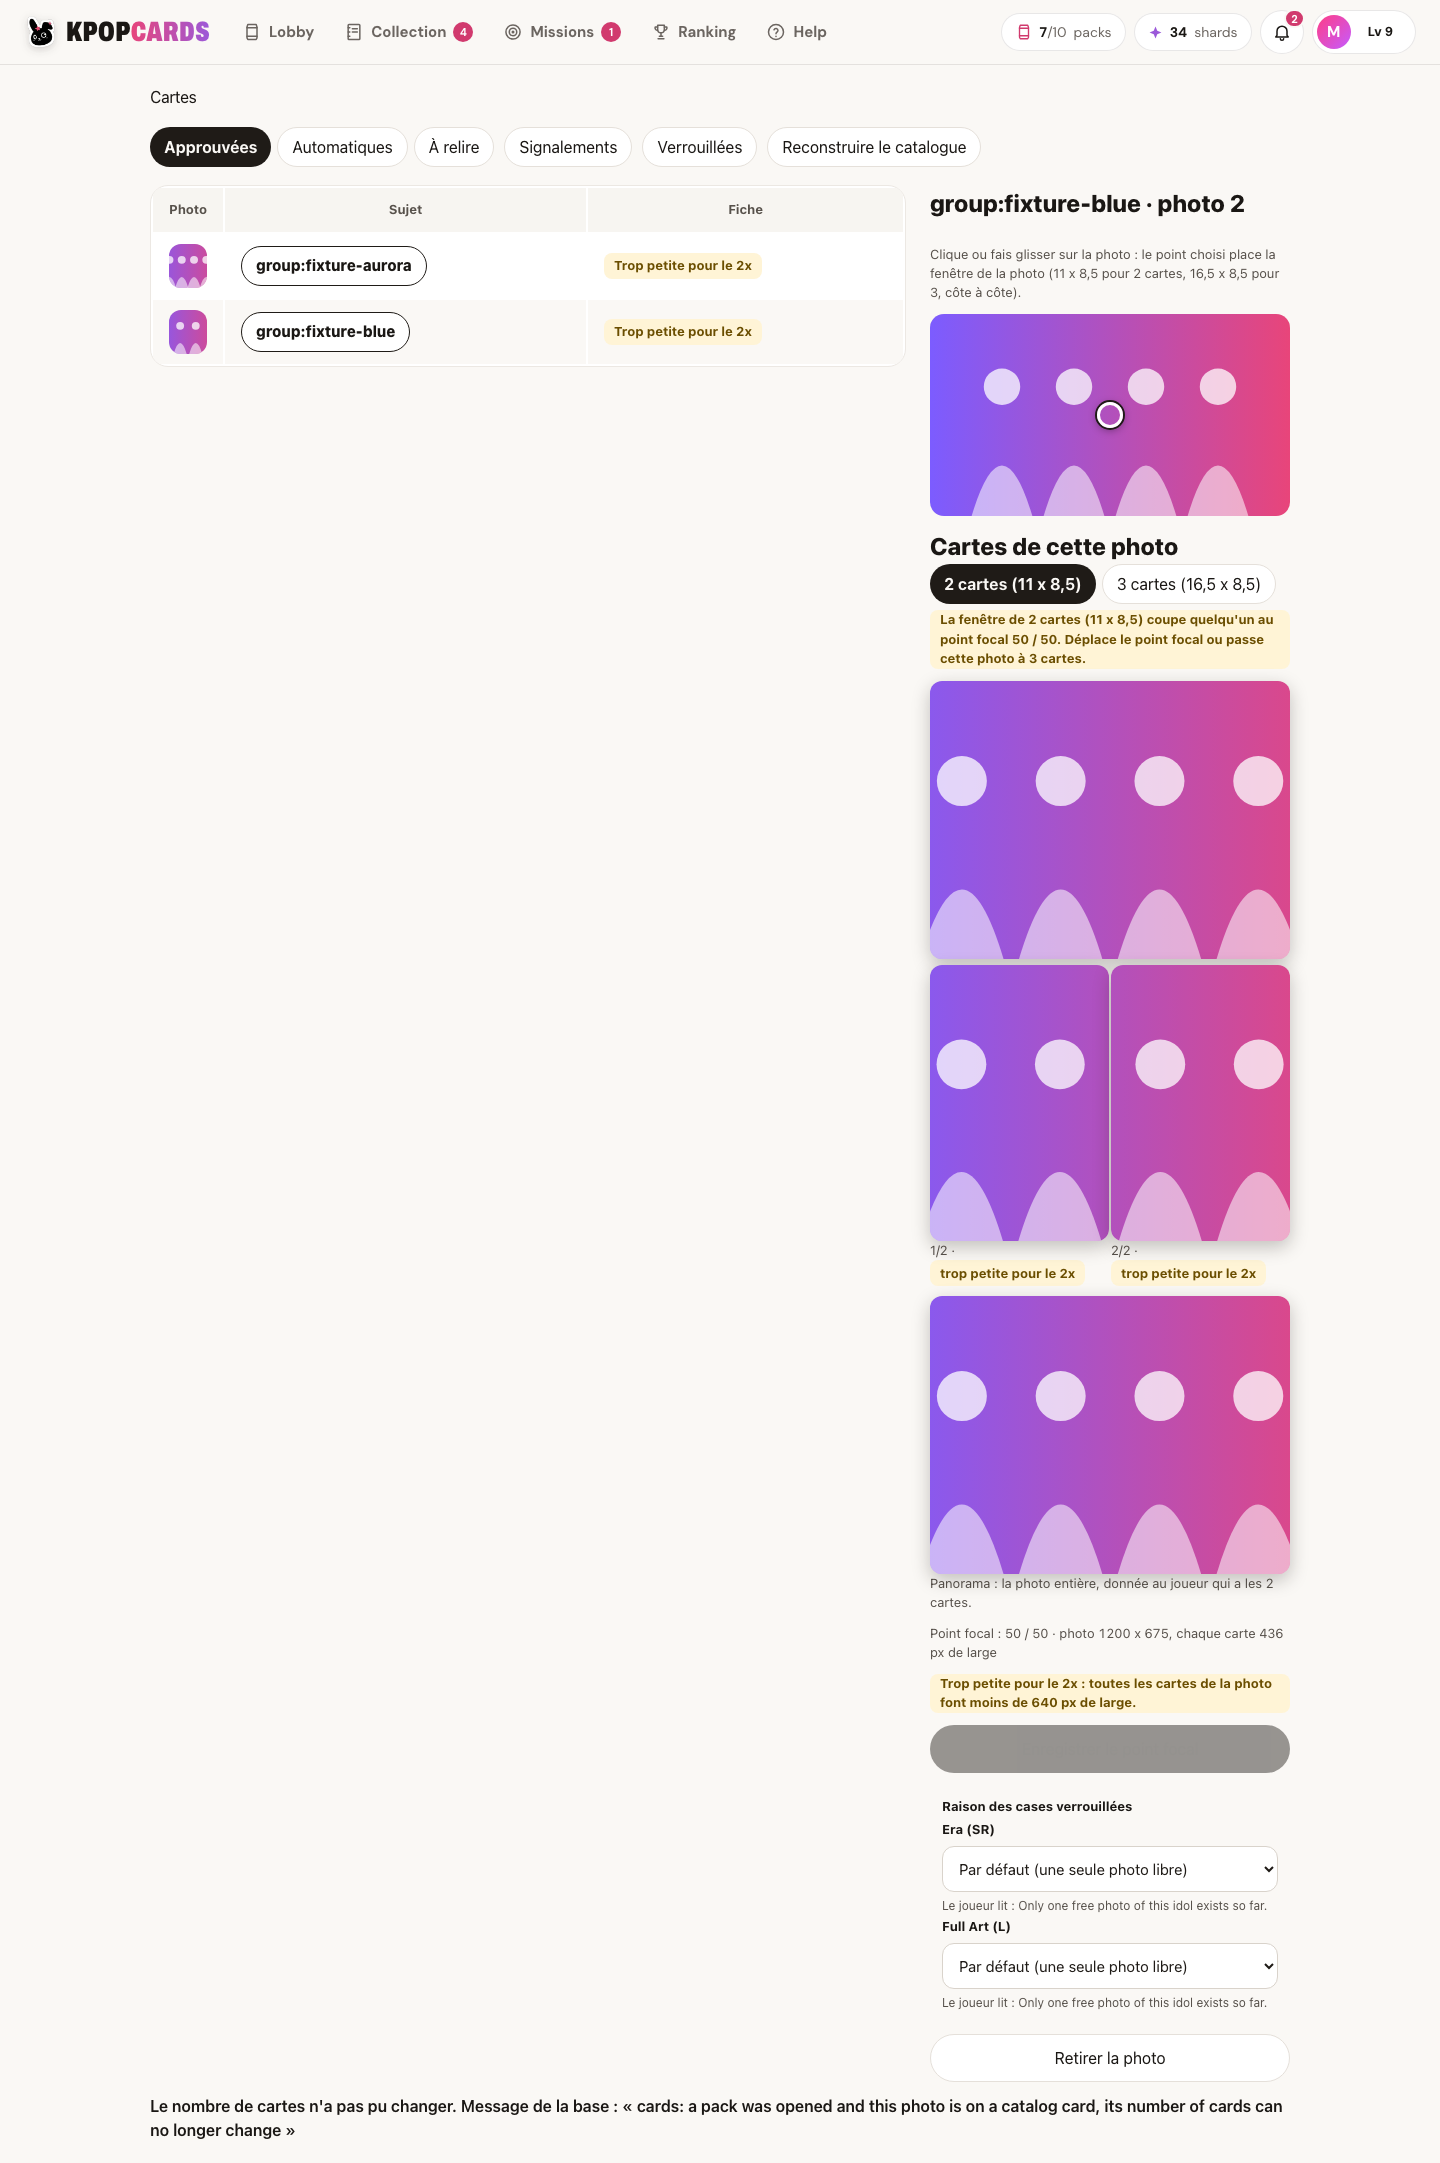 KPOPCARDS
Lobby
Collection 4
Missions 1
Ranking
Help
7/10 packs
34 shards
2
M Lv 9
Cartes
Approuvées
Automatiques
À relire
Signalements
Verrouillées
Reconstruire le catalogue
Photo Sujet Fiche
group:fixture-aurora Trop petite pour le 2x
group:fixture-blue Trop petite pour le 2x
group:fixture-blue · photo 2
Clique ou fais glisser sur la photo : le point choisi place la
fenêtre de la photo (11 x 8,5 pour 2 cartes, 16,5 x 8,5 pour
3, côte à côte).
Cartes de cette photo
2 cartes (11 x 8,5) 3 cartes (16,5 x 8,5)
La fenêtre de 2 cartes (11 x 8,5) coupe quelqu'un au
point focal 50 / 50. Déplace le point focal ou passe
cette photo à 3 cartes.
1/2 · 2/2 ·
trop petite pour le 2x trop petite pour le 2x
Panorama : la photo entière, donnée au joueur qui a les 2
cartes.
Point focal : 50 / 50 · photo 1200 x 675, chaque carte 436
px de large
Trop petite pour le 2x : toutes les cartes de la photo
font moins de 640 px de large.
Raison des cases verrouillées
Era (SR)
Par défaut (une seule photo libre)
Le joueur lit : Only one free photo of this idol exists so far.
Full Art (L)
Par défaut (une seule photo libre)
Le joueur lit : Only one free photo of this idol exists so far.
Retirer la photo
Le nombre de cartes n'a pas pu changer. Message de la base : « cards: a pack was opened and this photo is on a catalog card, its number of cards can
no longer change »